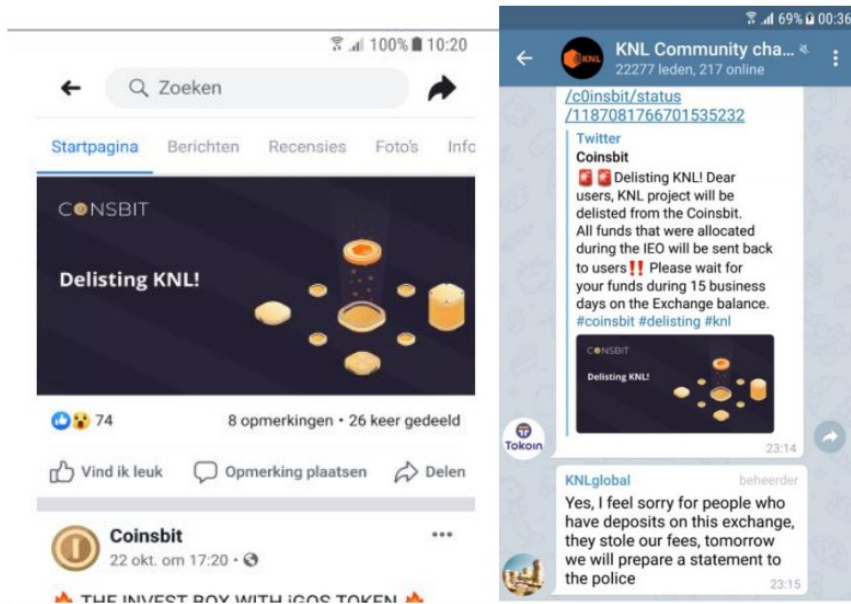 100% 10:20
Zoeken
Startpagina Berichten Recensies Foto's Info
CONSBIT
Delisting KNL!
74 8 opmerkingen • 26 keer gedeeld
Vind ik leuk Opmerking plaatsen Delen
Coinsbit
22 okt. om 17:20 •
🔥 THE INVEST BOX WITH iGOS TOKEN 🔥
69% 00:36
KNL
KNL Community cha...
22277 leden, 217 online
/c0insbit/status
/1187081766701535232
Twitter
Coinsbit
🚨🚨Delisting KNL! Dear
users, KNL project will be
delisted from the Coinsbit.
All funds that were allocated
during the IEO will be sent back
to users‼️ Please wait for
your funds during 15 business
days on the Exchange balance.
#coinsbit #delisting #knl
CONSBIT
Delisting KNL!
Tokoin
23:14
KNLglobal beheerder
Yes, I feel sorry for people who
have deposits on this exchange,
they stole our fees, tomorrow
we will prepare a statement to
the police
23:15